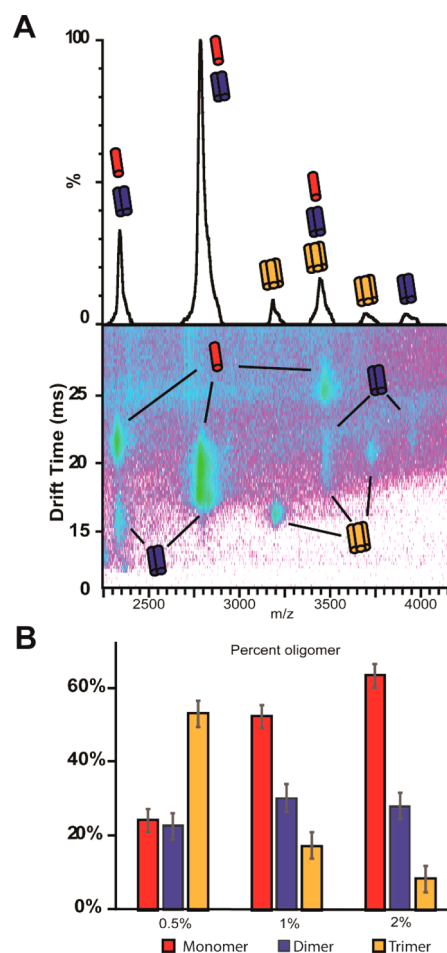 A
100
%
0
Drift Time (ms)
25
20
15
0
2500 3000 3500 4000
m/z
B
Percent oligomer
60%
40%
20%
0%
0.5% 1% 2%
Monomer Dimer Trimer